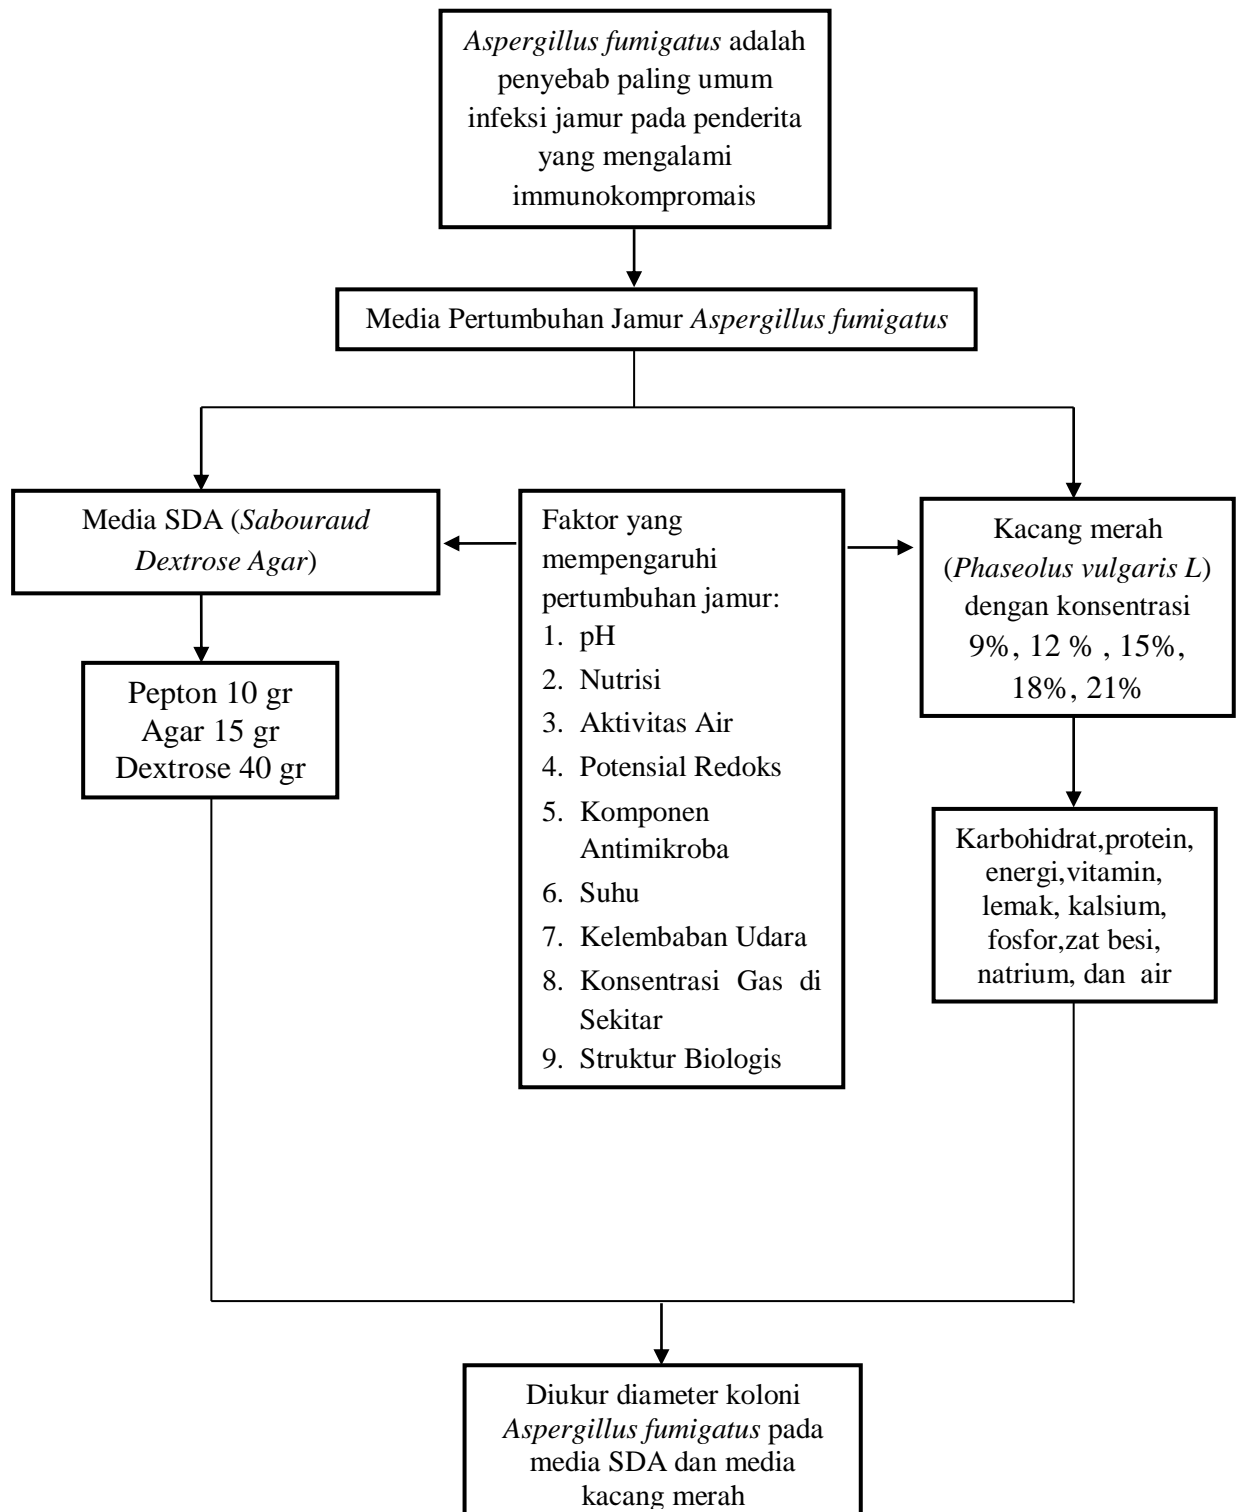 Aspergillus fumigatus adalah
penyebab paling umum
infeksi jamur pada penderita
yang mengalami
immunokompromais
Media Pertumbuhan Jamur Aspergillus fumigatus
Media SDA (Sabouraud
Dextrose Agar)
Pepton 10 gr
Agar 15 gr
Dextrose 40 gr
Faktor yang
mempengaruhi
pertumbuhan jamur:
1. pH
2. Nutrisi
3. Aktivitas Air
4. Potensial Redoks
5. Komponen
Antimikroba
6. Suhu
7. Kelembaban Udara
8. Konsentrasi Gas di
Sekitar
9. Struktur Biologis
Kacang merah
(Phaseolus vulgaris L)
dengan konsentrasi
9%, 12 % , 15%,
18%, 21%
Karbohidrat,protein,
energi,vitamin,
lemak, kalsium,
fosfor,zat besi,
natrium, dan air
Diukur diameter koloni
Aspergillus fumigatus pada
media SDA dan media
kacang merah